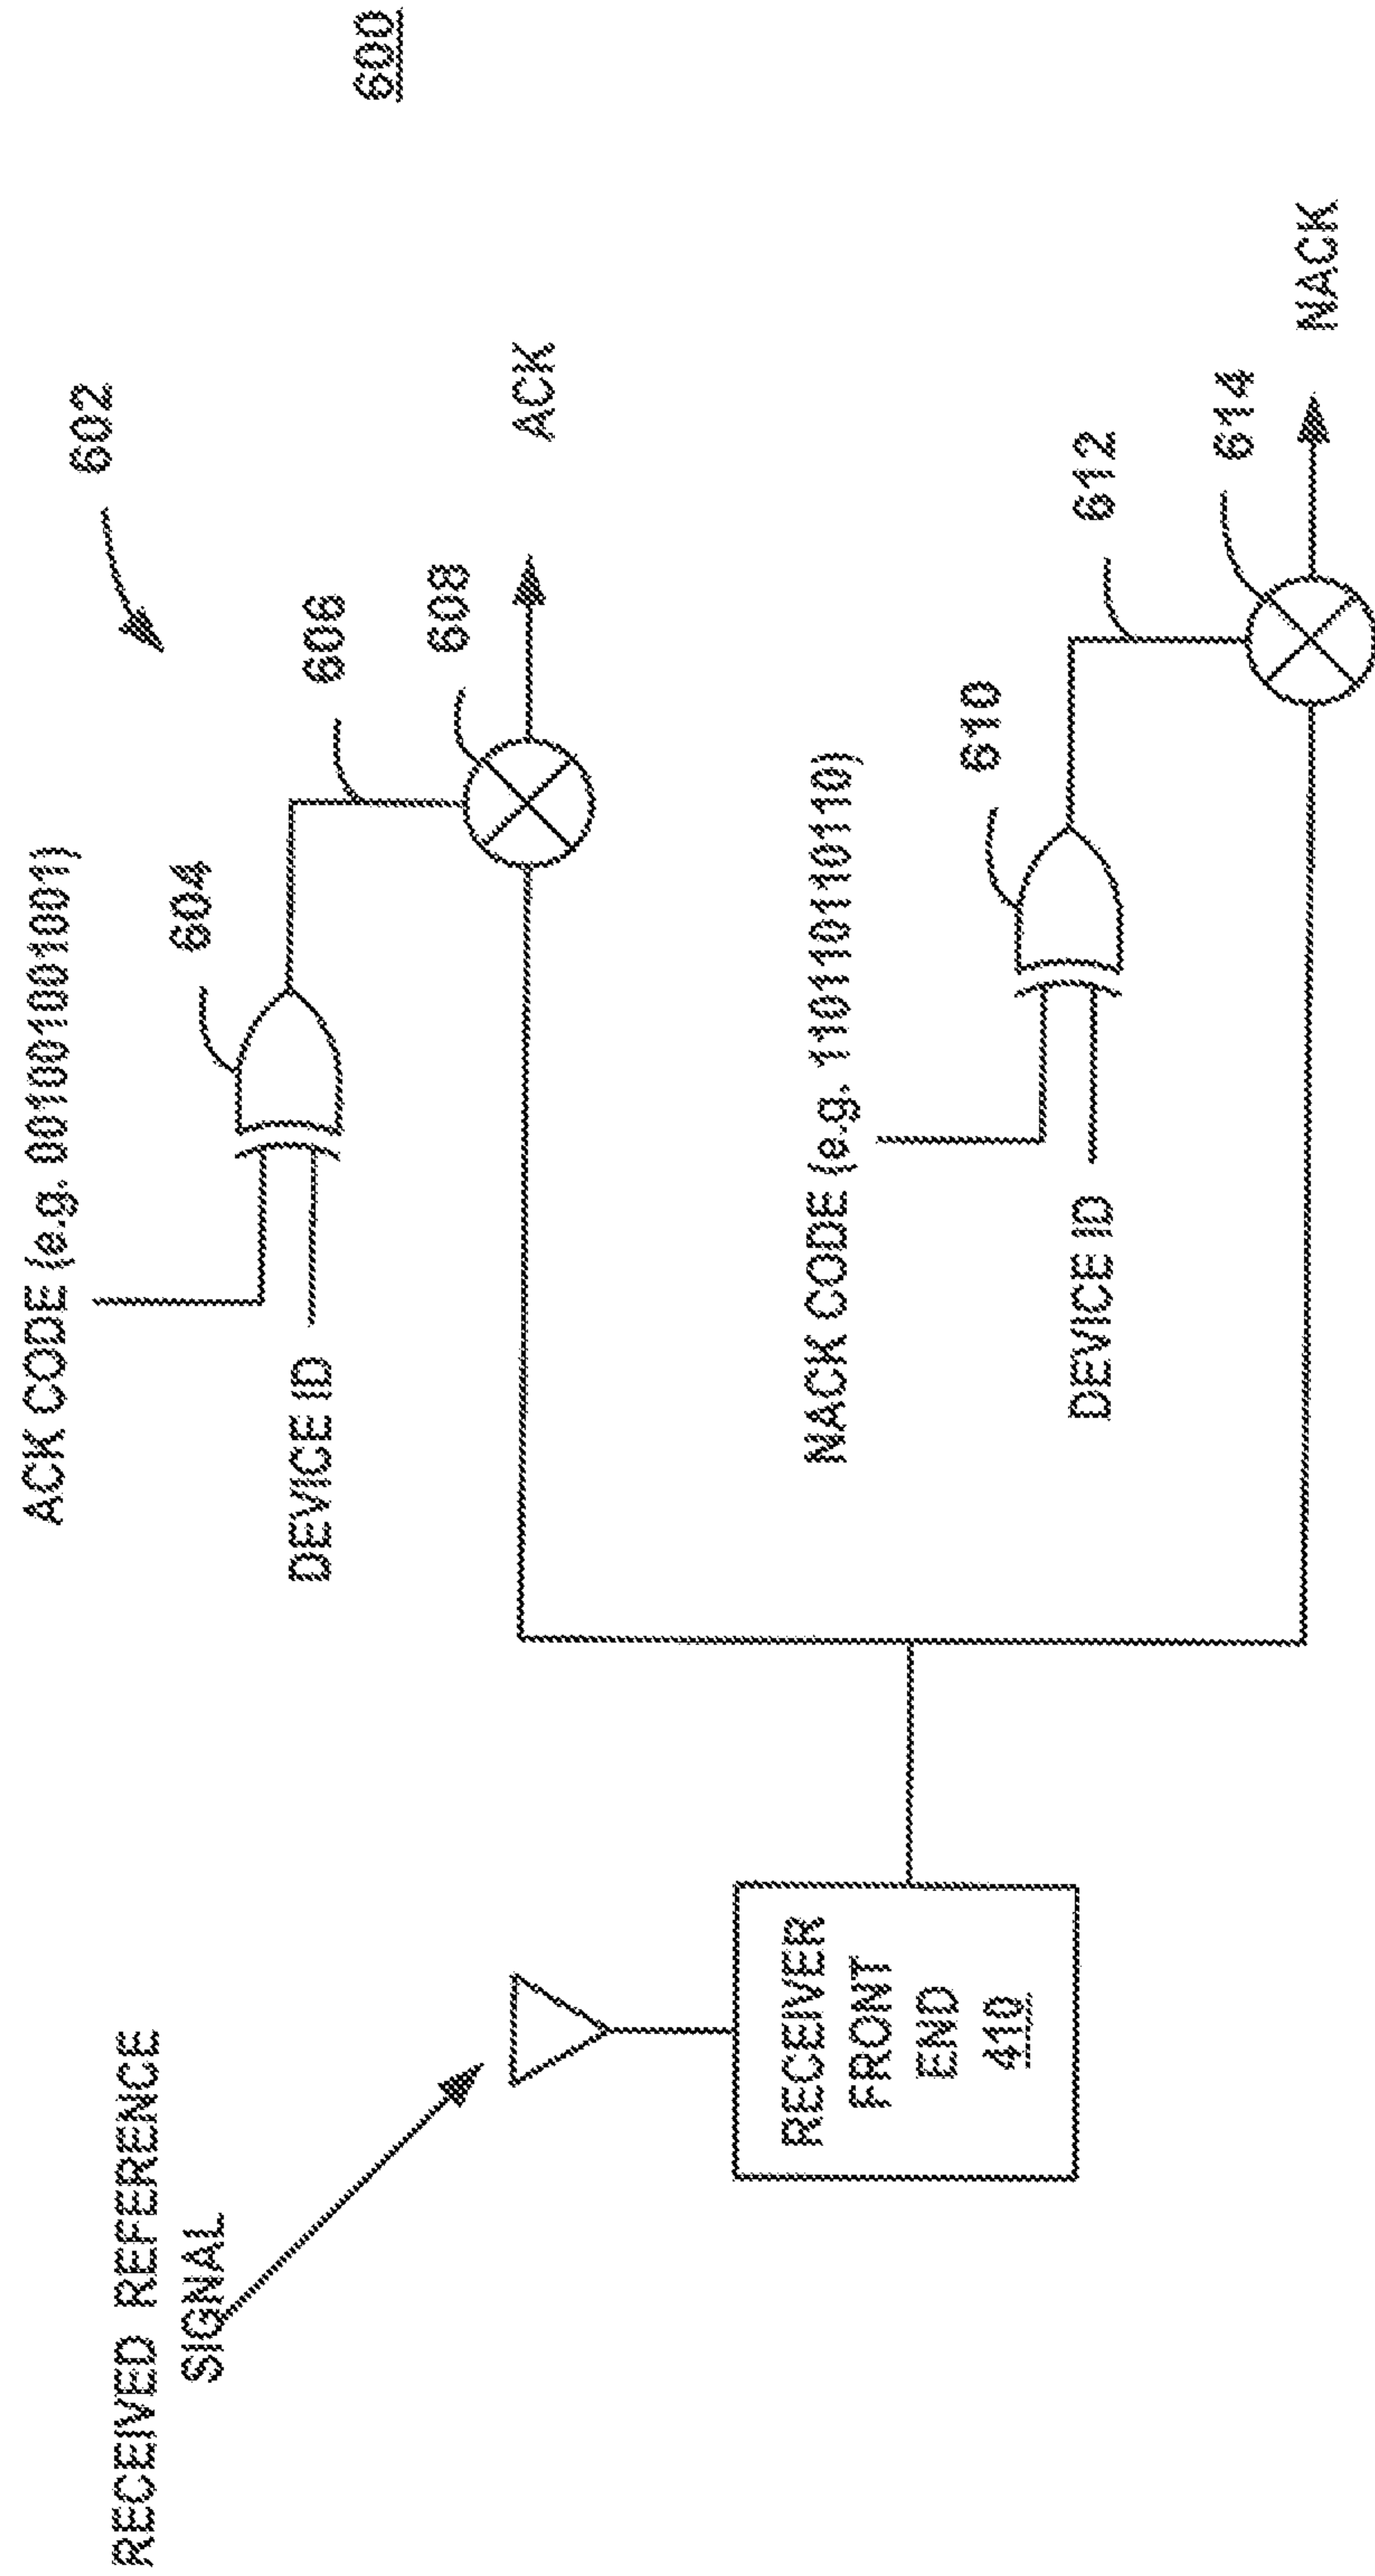 600
602
ACK CODE (e.g. 001001001001)
604
606
DEVICE ID
608
ACK
RECEIVED REFERENCE
SIGNAL
NACK CODE (e.g. 110110110110)
610
612
DEVICE ID
614
NACK
RECEIVER
FRONT
END
410